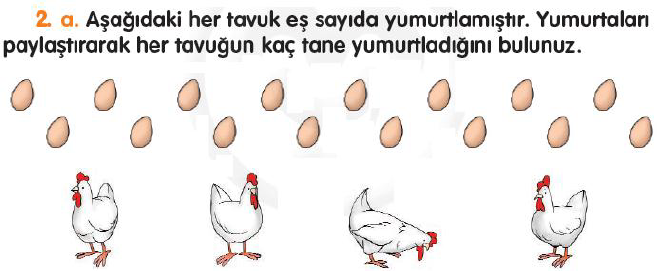 2. a. Aşağıdaki her tavuk eş sayıda yumurtlamıştır. Yumurtaları
paylaştırarak her tavuğun kaç tane yumurtladığını bulunuz.